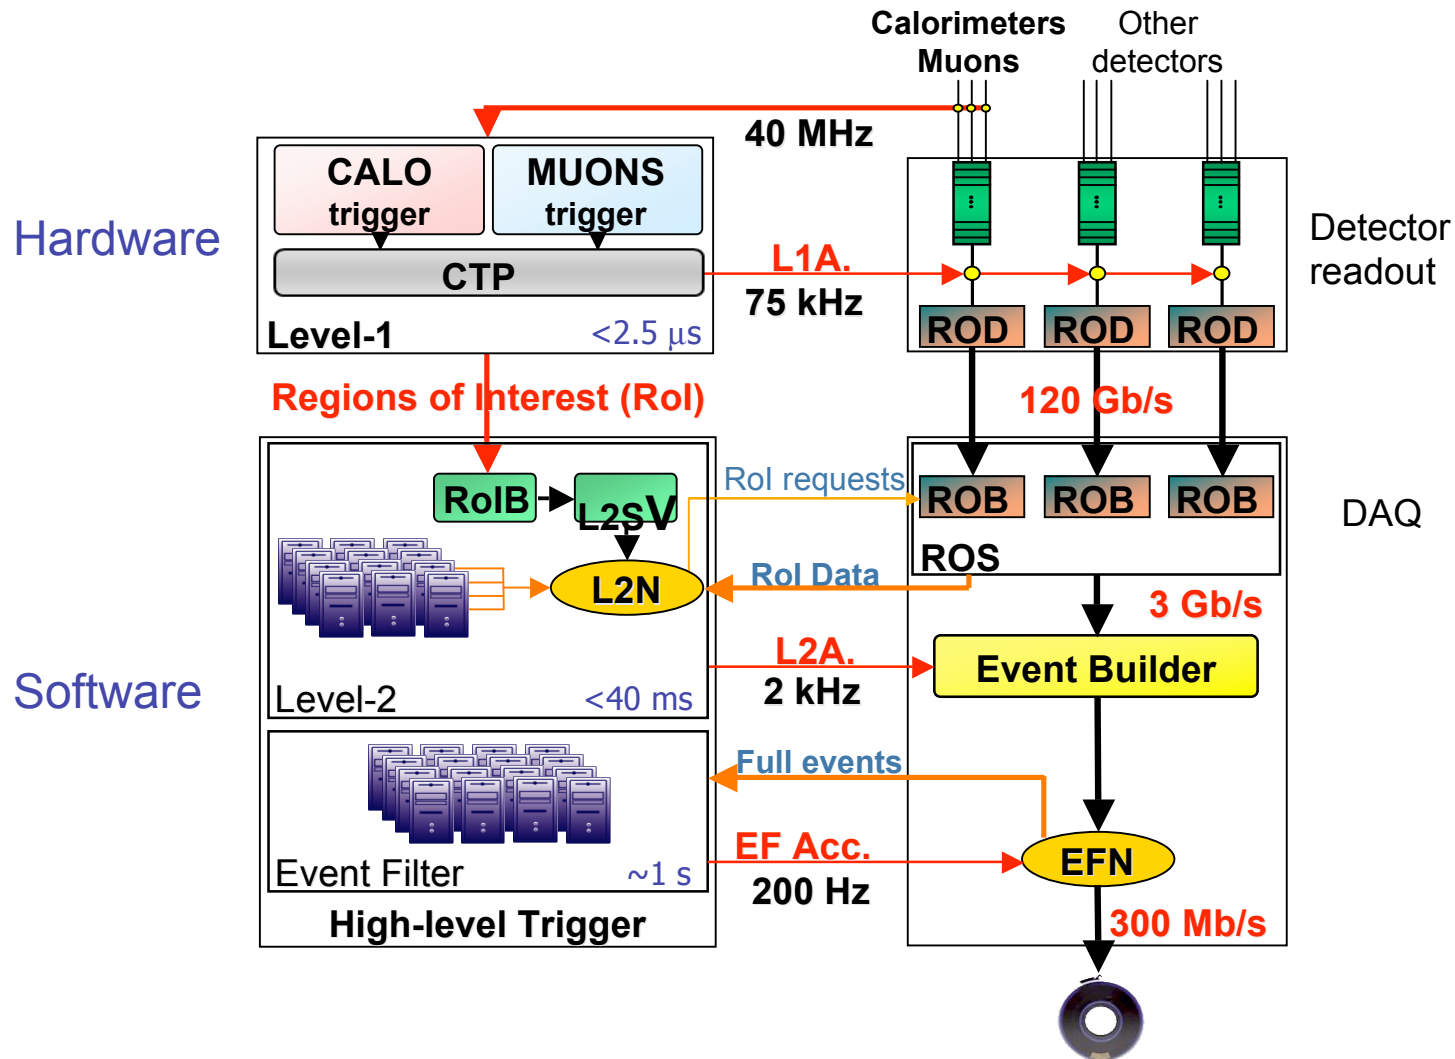 Calorimeters
Muons
Other
detectors
40 MHz
CALO
trigger
MUONS
trigger
Hardware
CTP
L1A.
75 kHz
Detector
readout
Level-1
<2.5 μs
ROD
ROD
ROD
Regions of Interest (RoI)
120 Gb/s
RoIB
L2SV
RoI requests
ROB
ROB
ROB
DAQ
ROS
L2N
RoI Data
3 Gb/s
L2A.
2 kHz
Event Builder
Software
Level-2
<40 ms
Full events
EF Acc.
200 Hz
EFN
Event Filter
~1 s
High-level Trigger
300 Mb/s